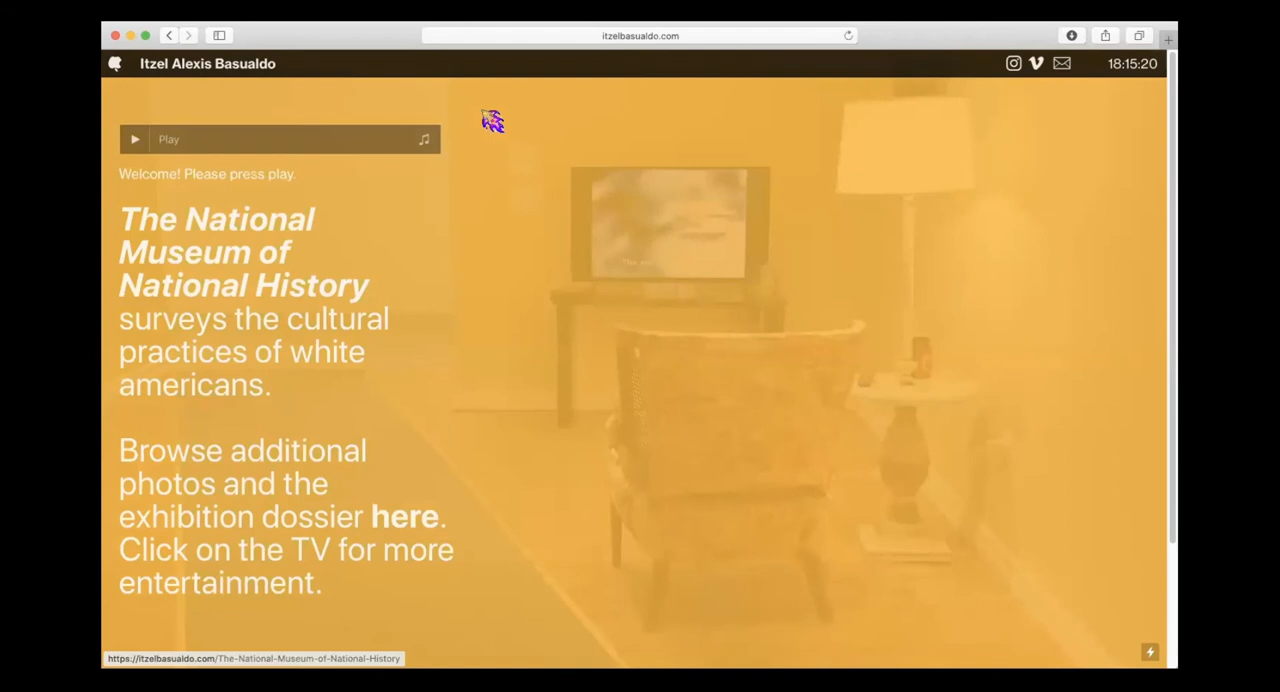 itzelbasualdo.com
Itzel Alexis Basualdo
18:15:20
Play
Welcome! Please press play.
The National
Museum of
National History
surveys the cultural
practices of white
americans.
Browse additional
photos and the
exhibition dossier here.
Click on the TV for more
entertainment.
https://itzelbasualdo.com/The-National-Museum-of-National-History